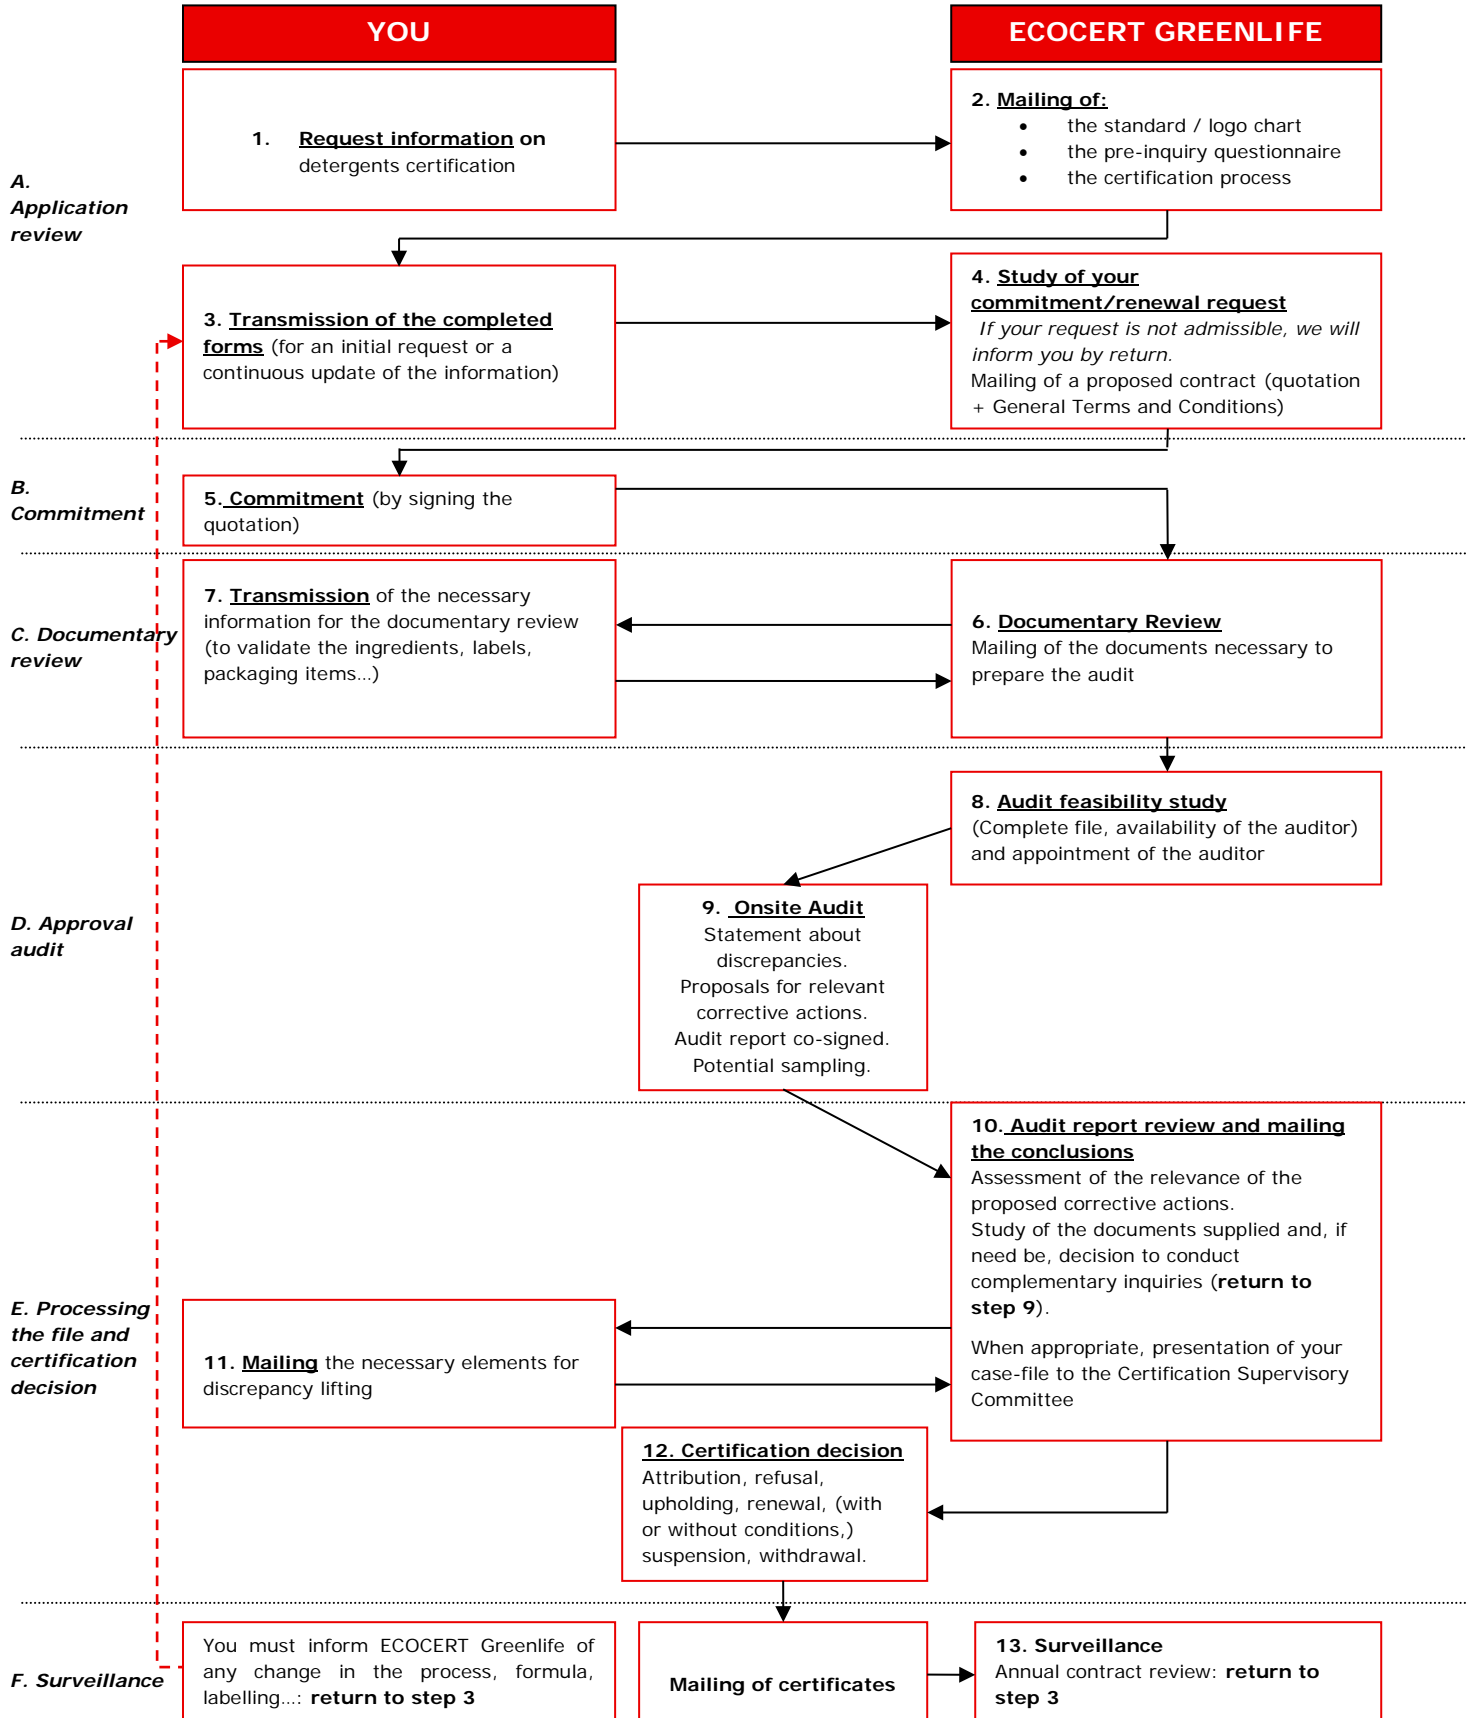 YOU
ECOCERT GREENLIFE
A.
Application
review
1. Request information on
detergents certification
2. Mailing of:
• the standard / logo chart
• the pre-inquiry questionnaire
• the certification process
3. Transmission of the completed
forms (for an initial request or a
continuous update of the information)
4. Study of your
commitment/renewal request
If your request is not admissible, we will
inform you by return.
Mailing of a proposed contract (quotation
+ General Terms and Conditions)
B.
Commitment
5. Commitment (by signing the
quotation)
C. Documentary
review
7. Transmission of the necessary
information for the documentary review
(to validate the ingredients, labels,
packaging items…)
6. Documentary Review
Mailing of the documents necessary to
prepare the audit
D. Approval
audit
8. Audit feasibility study
(Complete file, availability of the auditor)
and appointment of the auditor
9. Onsite Audit
Statement about
discrepancies.
Proposals for relevant
corrective actions.
Audit report co-signed.
Potential sampling.
E. Processing
the file and
certification
decision
10. Audit report review and mailing
the conclusions
Assessment of the relevance of the
proposed corrective actions.
Study of the documents supplied and, if
need be, decision to conduct
complementary inquiries (return to
step 9).
When appropriate, presentation of your
case-file to the Certification Supervisory
Committee
11. Mailing the necessary elements for
discrepancy lifting
12. Certification decision
Attribution, refusal,
upholding, renewal, (with
or without conditions,)
suspension, withdrawal.
F. Surveillance
You must inform ECOCERT Greenlife of
any change in the process, formula,
labelling…: return to step 3
Mailing of certificates
13. Surveillance
Annual contract review: return to
step 3